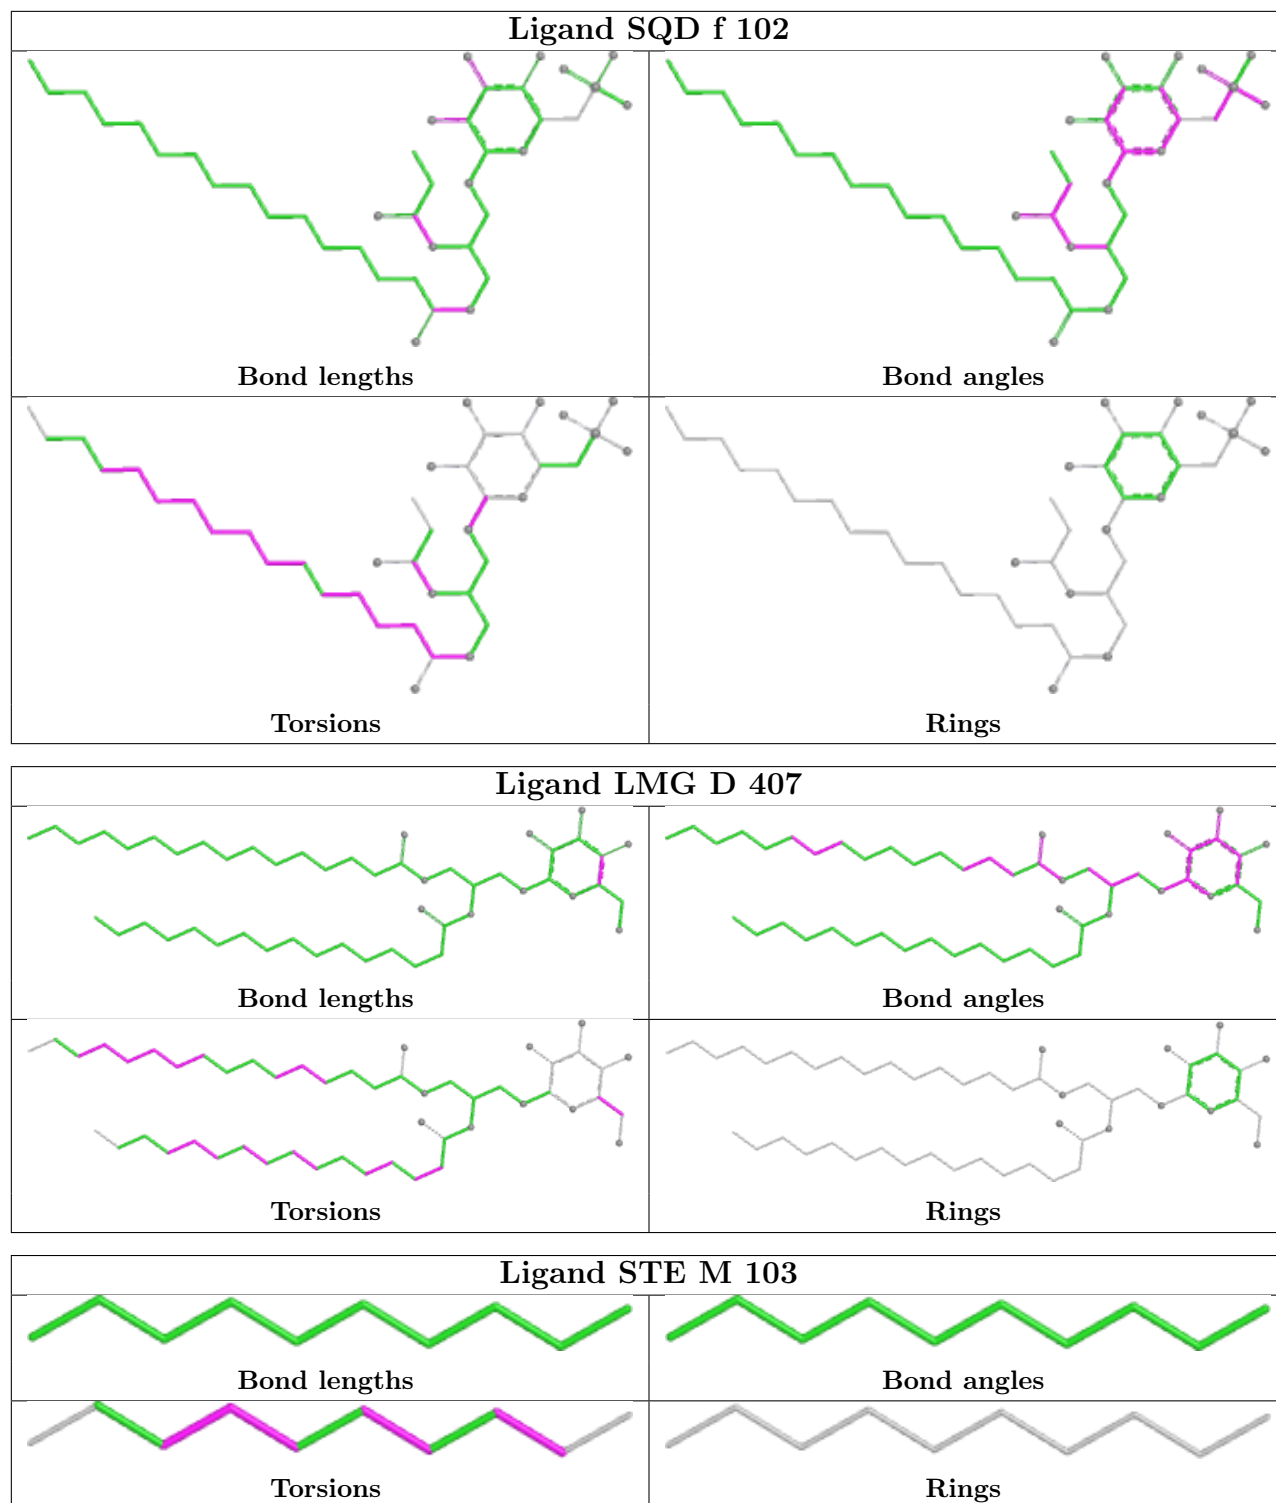 Ligand SQD f 102
Bond lengths
Bond angles
Torsions
Rings
Ligand LMG D 407
Bond lengths
Bond angles
Torsions
Rings
Ligand STE M 103
Bond lengths
Bond angles
Torsions
Rings